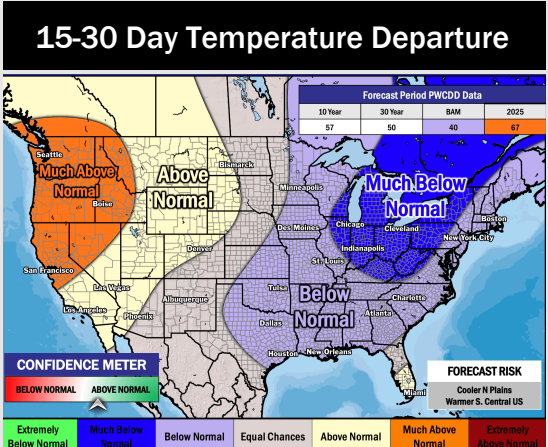 15-30 Day Temperature Departure
Forecast Period PWCDD Data
10 Year 30 Year BAM 2025
57 50 40 67
Seattle
Much Above
Normal
Boise
Above
Normal
Bismarck
Minneapolis
Much Below
Normal
Chicago
Cleveland
Boston
New York City
Des Moines
Indianapolis
St. Louis
Denver
San Francisco
Las Vegas
Los Angeles
Phoenix
Albuquerque
Tulsa
Below
Normal
Charlotte
Dallas
Atlanta
Houston
New Orleans
Miami
CONFIDENCE METER
BELOW NORMAL ABOVE NORMAL
FORECAST RISK
Cooler N Plains
Warmer S. Central US
Extremely
Below Normal
Much Below
Normal
Below Normal
Equal Chances
Above Normal
Much Above
Normal
Extremely
Above Normal